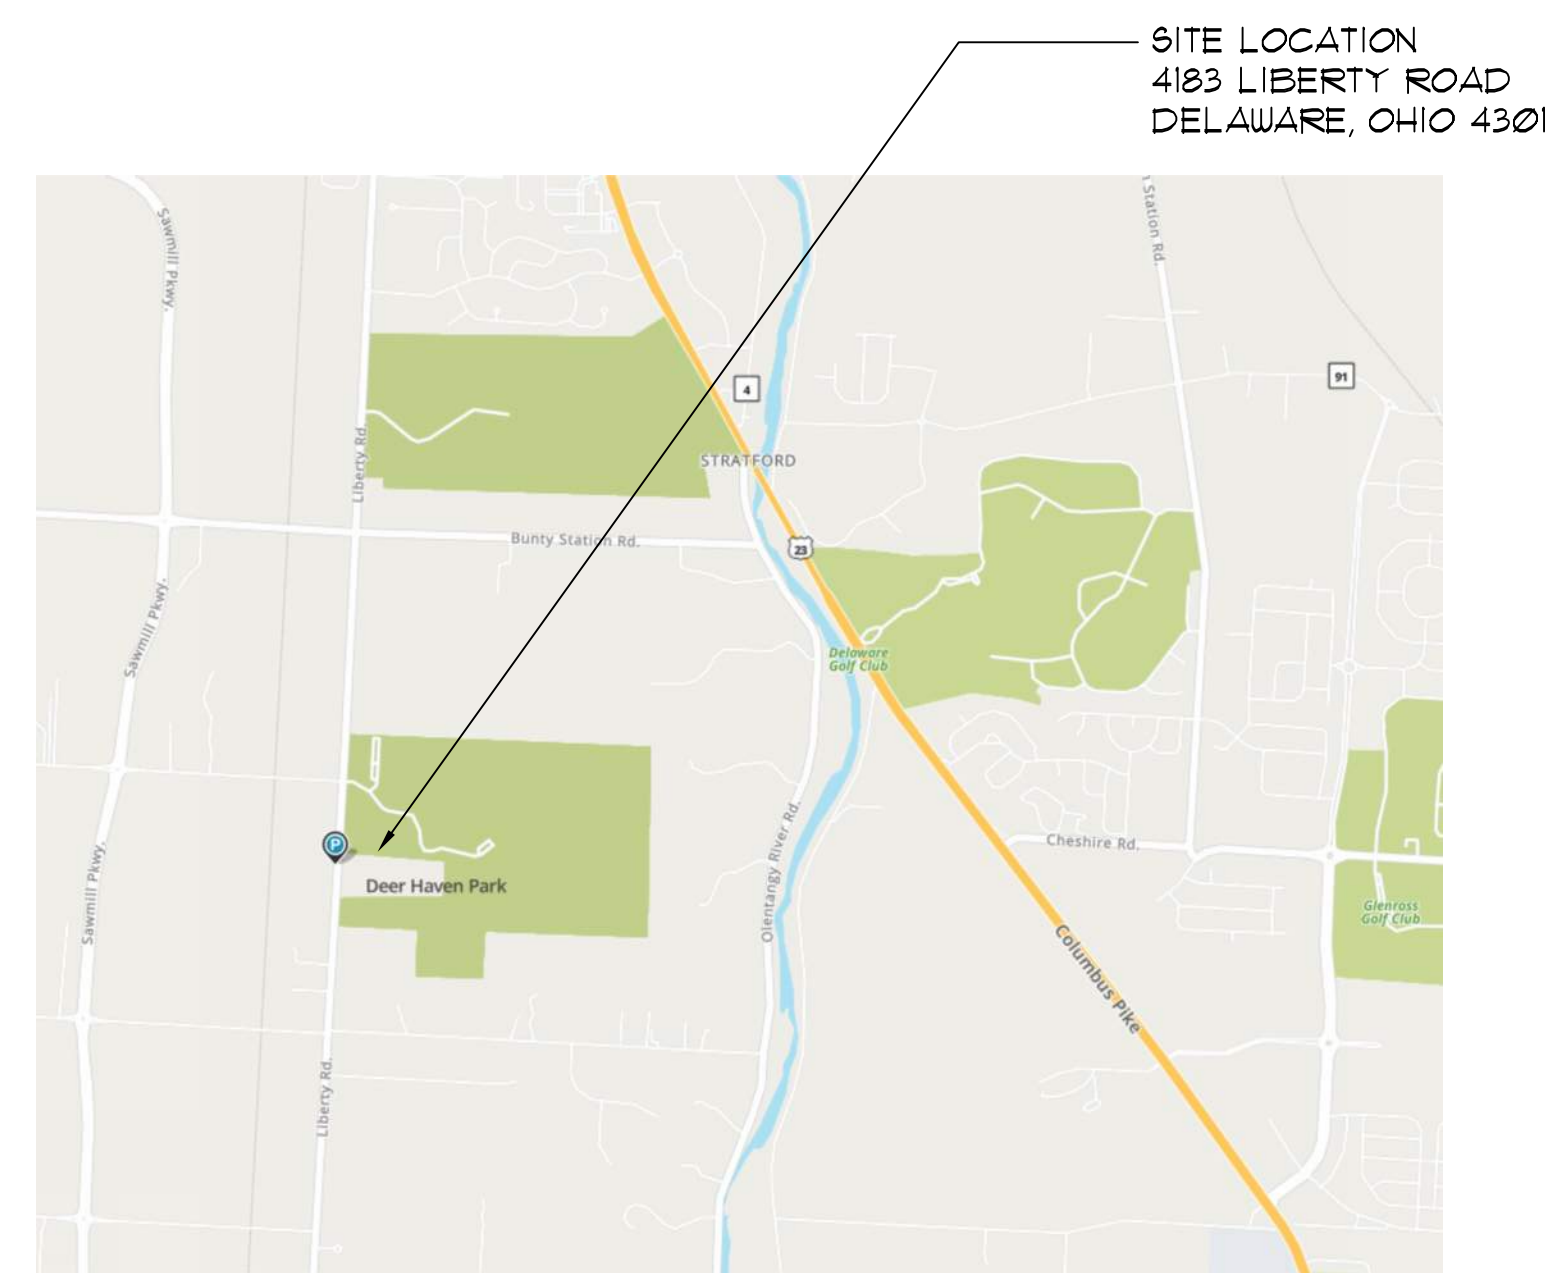 SITE LOCATION
4183 LIBERTY ROAD
DELAWARE, OHIO 4301
Sawmill Pkwy.
Station Rd.
4
91
Liberty Rd.
STRATFORD
Bunty Station Rd.
23
Sawmill Pkwy.
Delaware
Golf Club
P
Olentangy River Rd.
Cheshire Rd.
Sawmill Pkwy.
Deer Haven Park
Glenross
Golf Club
Columbus Pike
Liberty Rd.